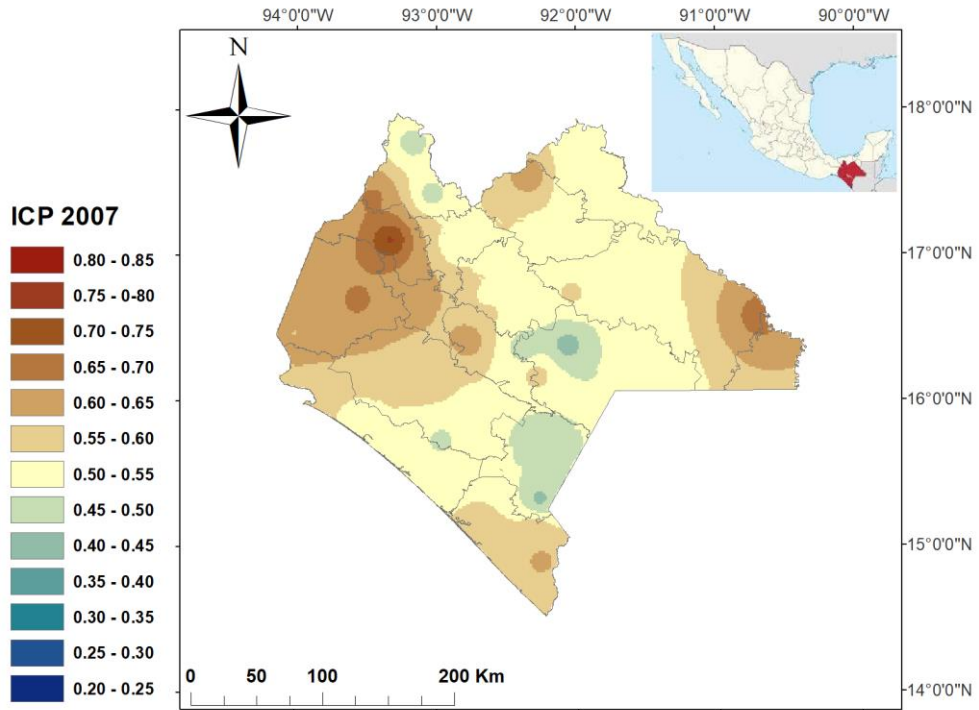 94°0'0"W 93°0'0"W 92°0'0"W 91°0'0"W 90°0'0"W
N
18°0'0"N
ICP 2007
0.80 - 0.85
0.75 - 0-80
0.70 - 0.75
0.65 - 0.70
0.60 - 0.65
0.55 - 0.60
0.50 - 0.55
0.45 - 0.50
0.40 - 0.45
0.35 - 0.40
0.30 - 0.35
0.25 - 0.30
0.20 - 0.25
17°0'0"N
16°0'0"N
15°0'0"N
14°0'0"N
0 50 100 200 Km